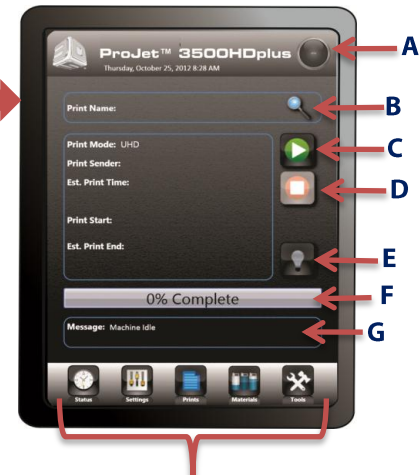 ProJet™ 3500HDplus
A
Thursday, October 25, 2012 8:28 AM
Print Name:
B
Print Mode: UHD
C
Print Sender:
Est. Print Time:
D
Print Start:
Est. Print End:
E
0% Complete
F
Message: Machine Idle
G
Status Settings Prints Materials Tools